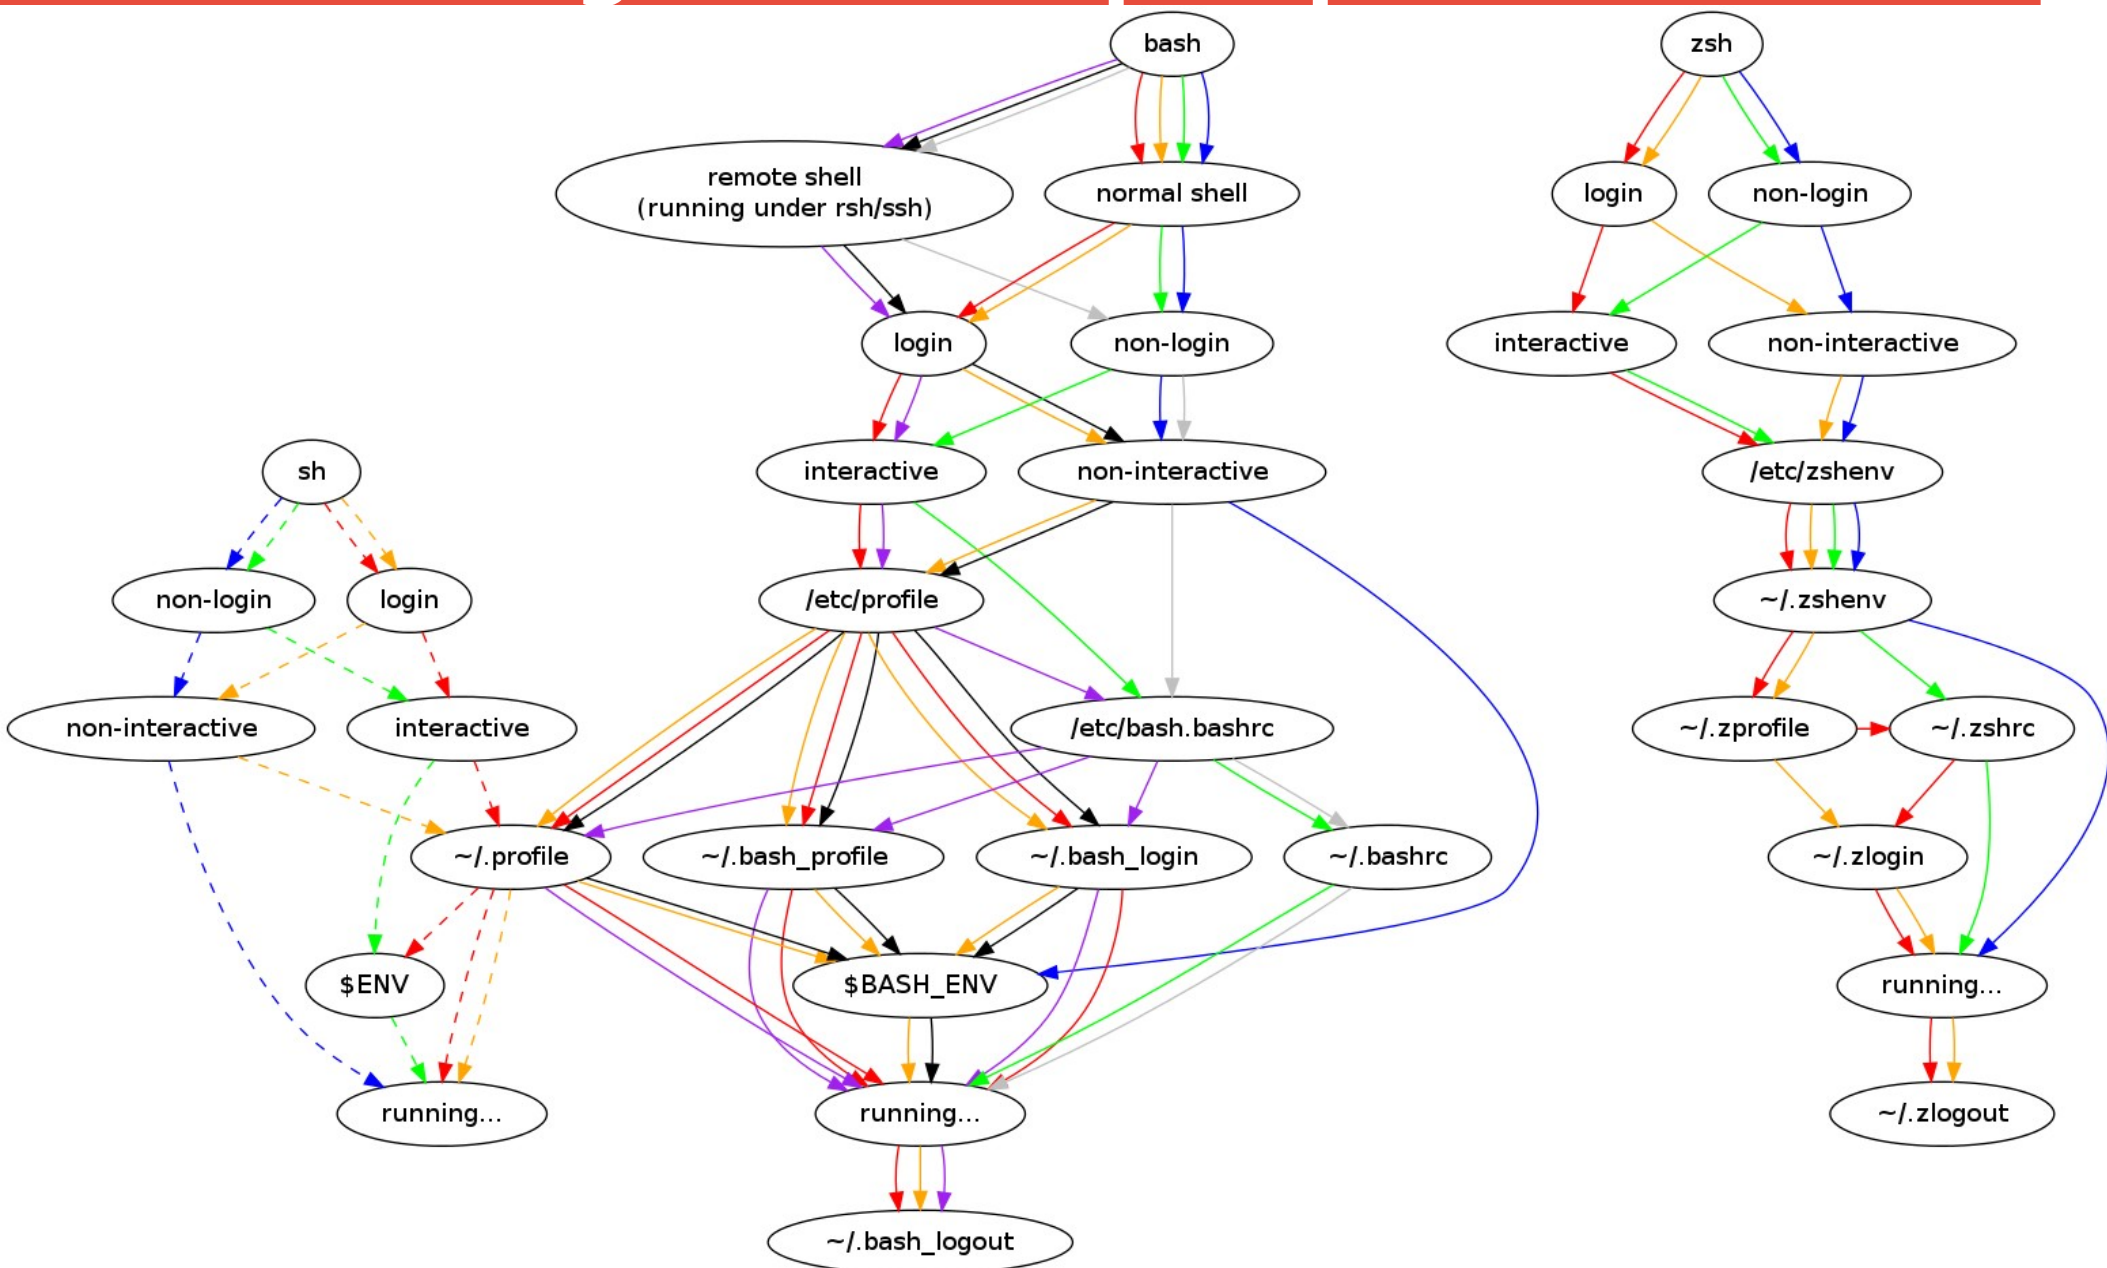 bash
zsh
remote shell
(running under rsh/ssh)
normal shell
login
non-login
login
non-login
interactive
non-interactive
sh
interactive
non-interactive
/etc/zshenv
non-login
login
/etc/profile
~/.zshenv
non-interactive
interactive
/etc/bash.bashrc
~/.zprofile
~/.zshrc
~/.profile
~/.bash_profile
~/.bash_login
~/.bashrc
~/.zlogin
$ENV
$BASH_ENV
running...
running...
running...
~/.zlogout
~/.bash_logout